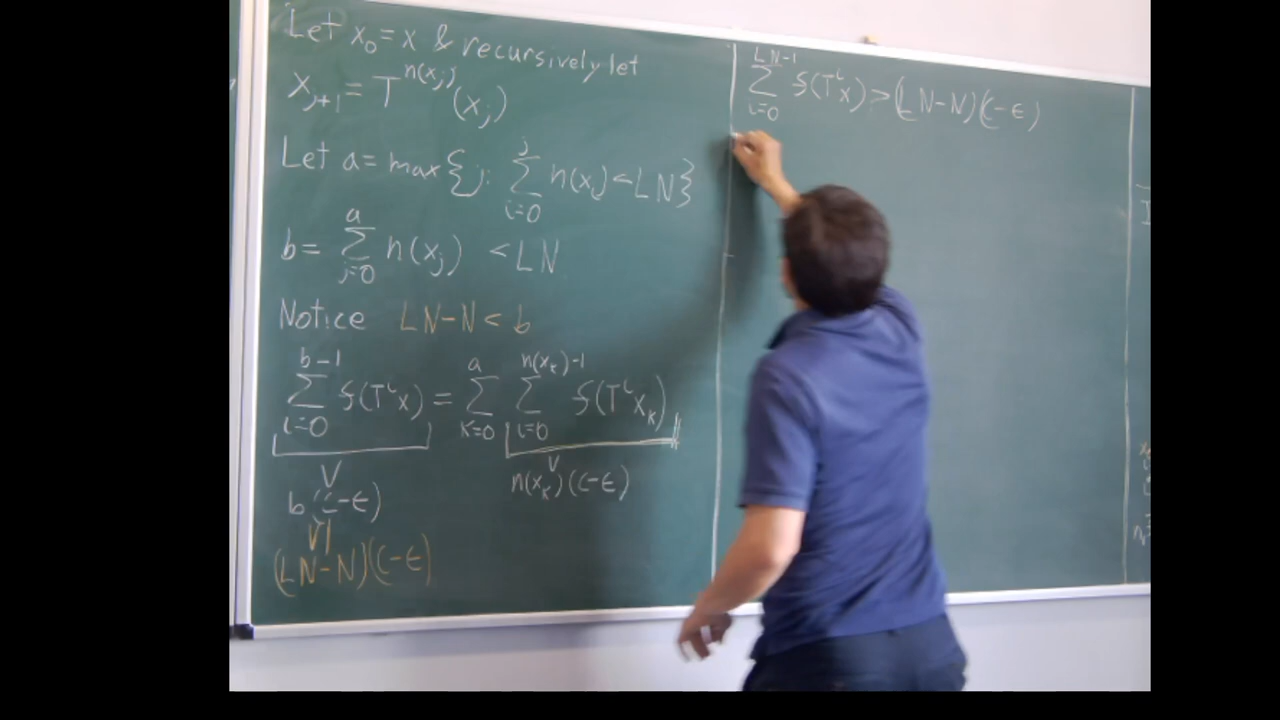 Let x₀ = x & recursively let
x_{j+1} = T^{n(x_j)}(x_j)
Let a = max{j: Σ_{i=0}^{j} n(x_i) < LN}
b = Σ_{j=0}^{a} n(x_j) < LN
Notice LN-N < b
Σ_{i=0}^{b-1} f(T^i x) = Σ_{k=0}^{a} Σ_{i=0}^{n(x_k)-1} f(T^i x_k)
V
V
b(c-ε)
n(x_k)(c-ε)
VI
(LN-N)(c-ε)
Σ_{i=0}^{LN-1} f(T^i x) > (LN-N)(c-ε)